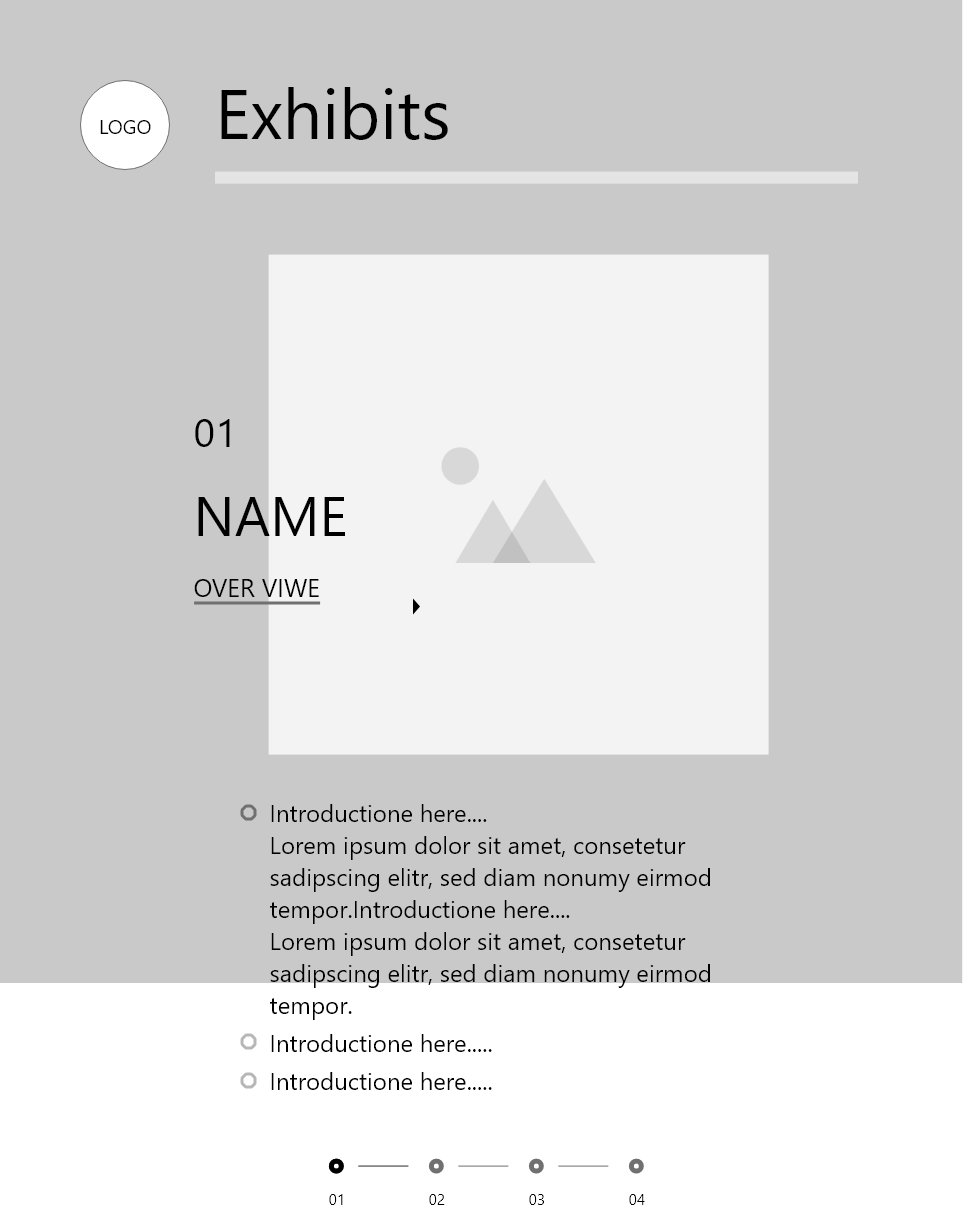 LOGO
Exhibits
01
NAME
OVER VIWE
Introductione here....
Lorem ipsum dolor sit amet, consetetur
sadipscing elitr, sed diam nonumy eirmod
tempor.Introductione here....
Lorem ipsum dolor sit amet, consetetur
sadipscing elitr, sed diam nonumy eirmod
tempor.
Introductione here.....
Introductione here.....
01 02 03 04